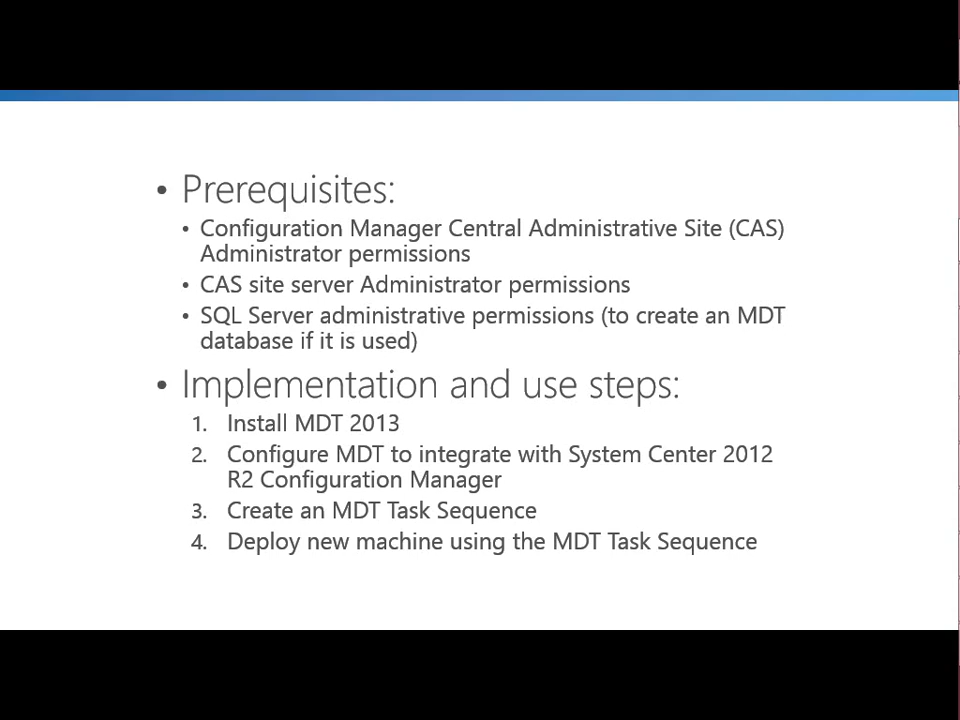 • Prerequisites:
• Configuration Manager Central Administrative Site (CAS)
Administrator permissions
• CAS site server Administrator permissions
• SQL Server administrative permissions (to create an MDT
database if it is used)
• Implementation and use steps:
1. Install MDT 2013
2. Configure MDT to integrate with System Center 2012
R2 Configuration Manager
3. Create an MDT Task Sequence
4. Deploy new machine using the MDT Task Sequence